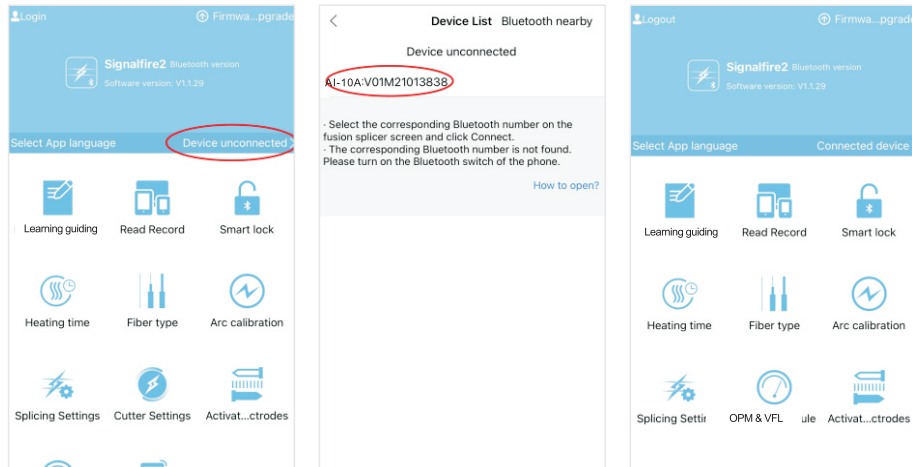 Login
Firmwa...pgrade
Signalfire2 Bluetooth version
Software version: V1.1.29
Select App language
Device unconnected
Learning guiding
Read Record
Smart lock
Heating time
Fiber type
Arc calibration
Splicing Settings
Cutter Settings
Activat...ctrodes
Device List
Bluetooth nearby
Device unconnected
AI-10A:V01M21013838
· Select the corresponding Bluetooth number on the
fusion splicer screen and click Connect.
· The corresponding Bluetooth number is not found.
Please turn on the Bluetooth switch of the phone.
How to open?
Logout
Firmwa...pgrade
Signalfire2 Bluetooth version
Software version: V1.1.29
Select App language
Connected device
Learning guiding
Read Record
Smart lock
Heating time
Fiber type
Arc calibration
Splicing Settir
OPM & VFL ule
Activat...ctrodes